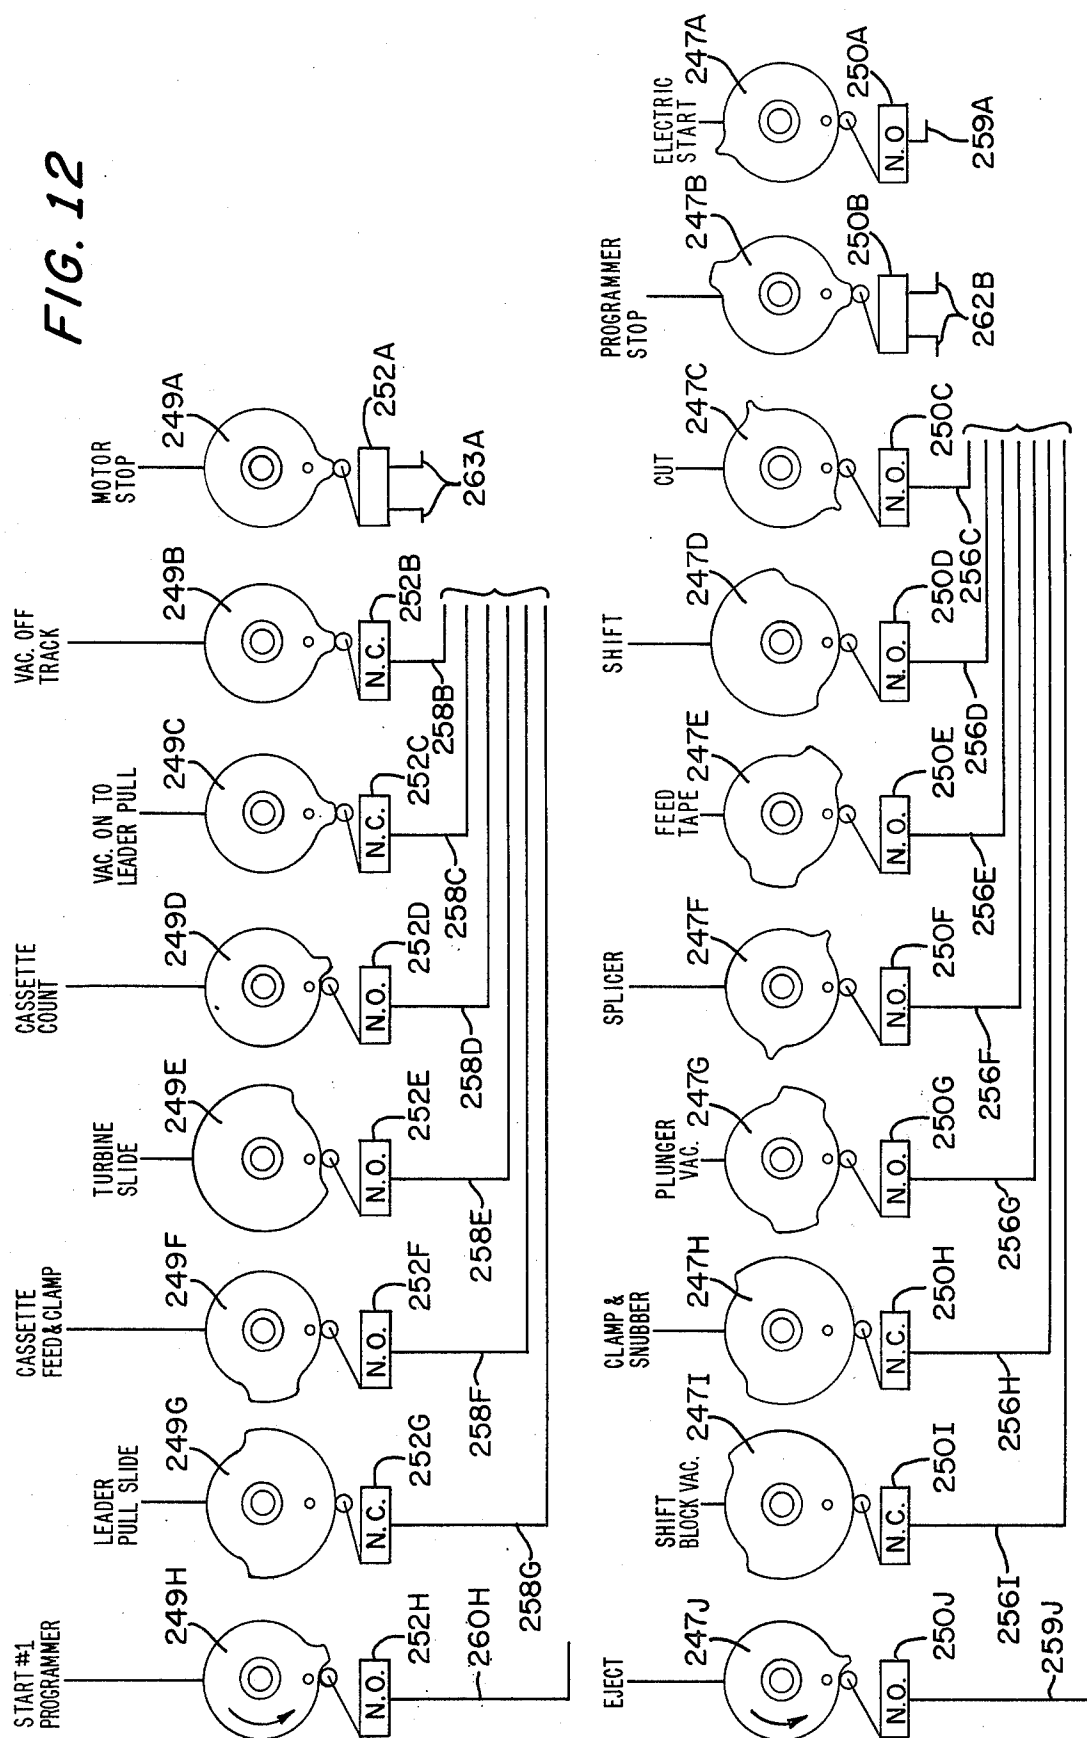 FIG. 12
START #1
PROGRAMMER
LEADER
PULL SLIDE
CASSETTE
FEED & CLAMP
TURBINE
SLIDE
CASSETTE
COUNT
VAC. ON TO
LEADER PULL
VAC. OFF
TRACK
MOTOR
STOP
249H
249G
249F
249E
249D
249C
249B
249A
N.O.
N.C.
N.O.
N.O.
N.O.
N.C.
N.C.
252H
252G
252F
252E
252D
252C
252B
252A
260H
258G
258F
258E
258D
258C
258B
263A
EJECT
SHIFT
BLOCK VAC.
CLAMP &
SNUBBER
PLUNGER
VAC.
SPLICER
FEED
TAPE
SHIFT
CUT
PROGRAMMER
STOP
ELECTRIC
START
247J
247I
247H
247G
247F
247E
247D
247C
247B
247A
N.O.
N.C.
N.C.
N.O.
N.O.
N.O.
N.O.
N.O.
N.O
250J
250I
250H
250G
250F
250E
250D
250C
250B
250A
259J
256I
256H
256G
256F
256E
256D
256C
262B
259A